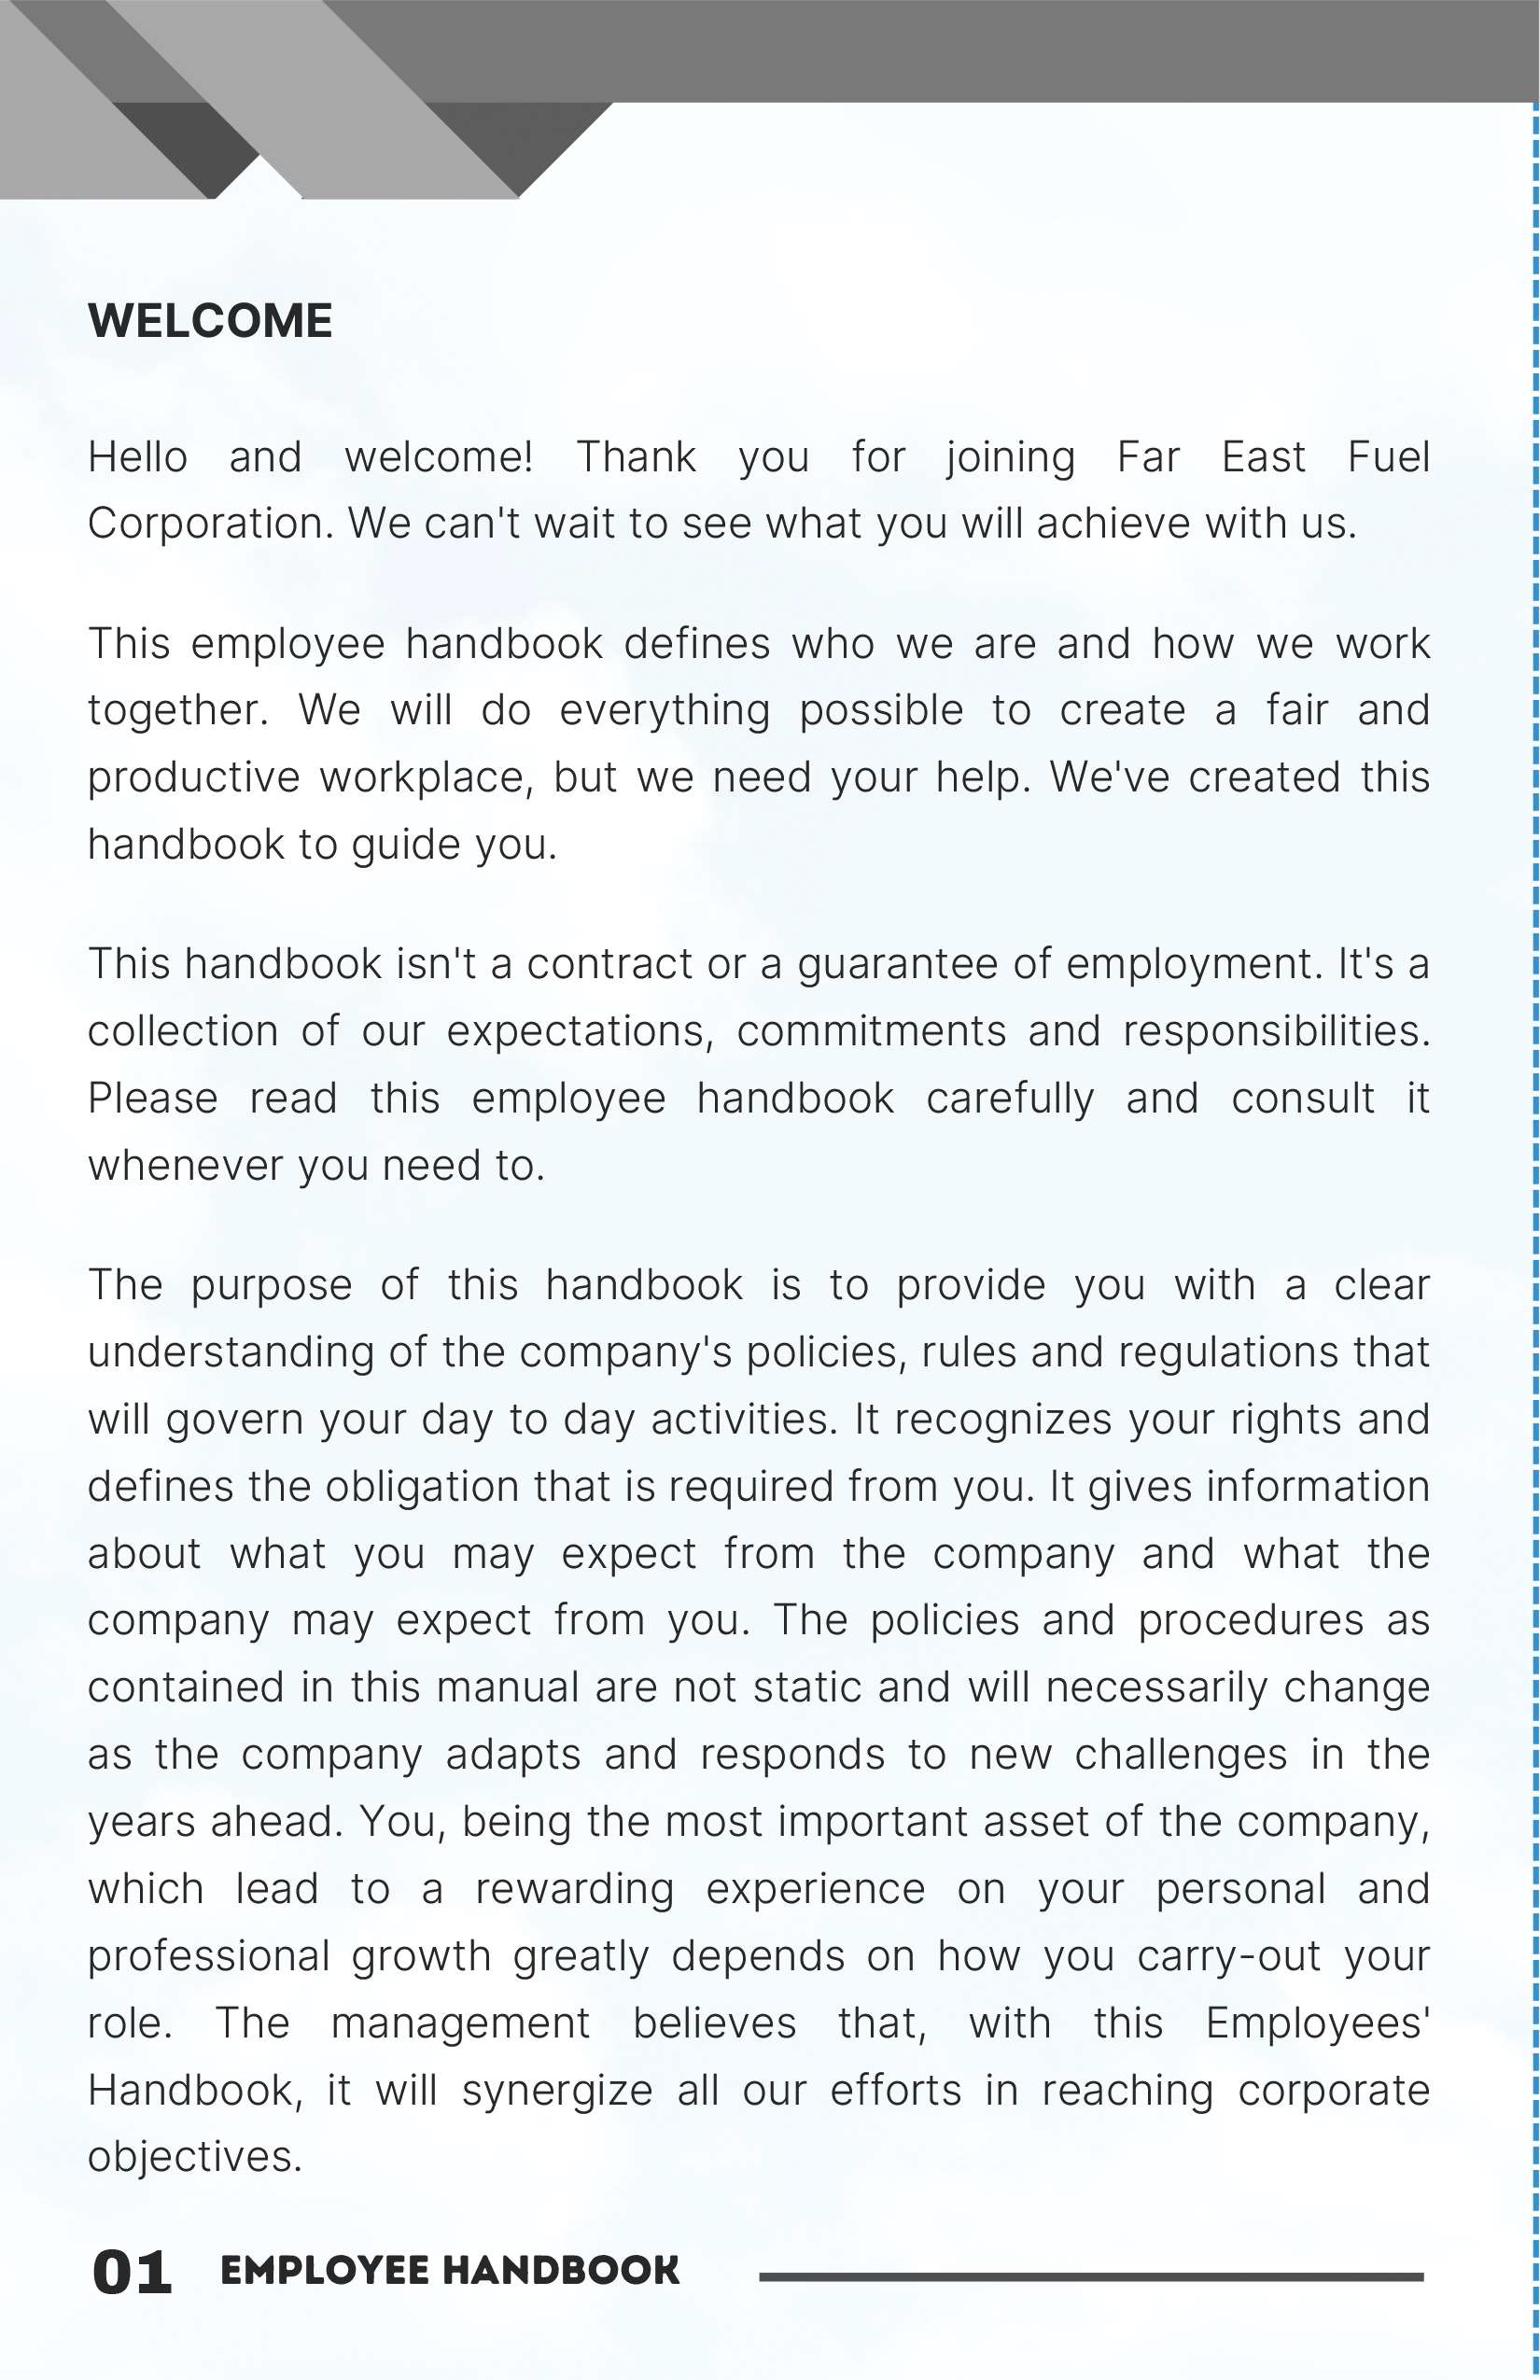 WELCOME
Hello and welcome! Thank you for joining Far East Fuel
Corporation. We can't wait to see what you will achieve with us.
This employee handbook defines who we are and how we work
together. We will do everything possible to create a fair and
productive workplace, but we need your help. We've created this
handbook to guide you.
This handbook isn't a contract or a guarantee of employment. It's a
collection of our expectations, commitments and responsibilities.
Please read this employee handbook carefully and consult it
whenever you need to.
The purpose of this handbook is to provide you with a clear
understanding of the company's policies, rules and regulations that
will govern your day to day activities. It recognizes your rights and
defines the obligation that is required from you. It gives information
about what you may expect from the company and what the
company may expect from you. The policies and procedures as
contained in this manual are not static and will necessarily change
as the company adapts and responds to new challenges in the
years ahead. You, being the most important asset of the company,
which lead to a rewarding experience on your personal and
professional growth greatly depends on how you carry-out your
role. The management believes that, with this Employees'
Handbook, it will synergize all our efforts in reaching corporate
objectives.
01 EMPLOYEE HANDBOOK